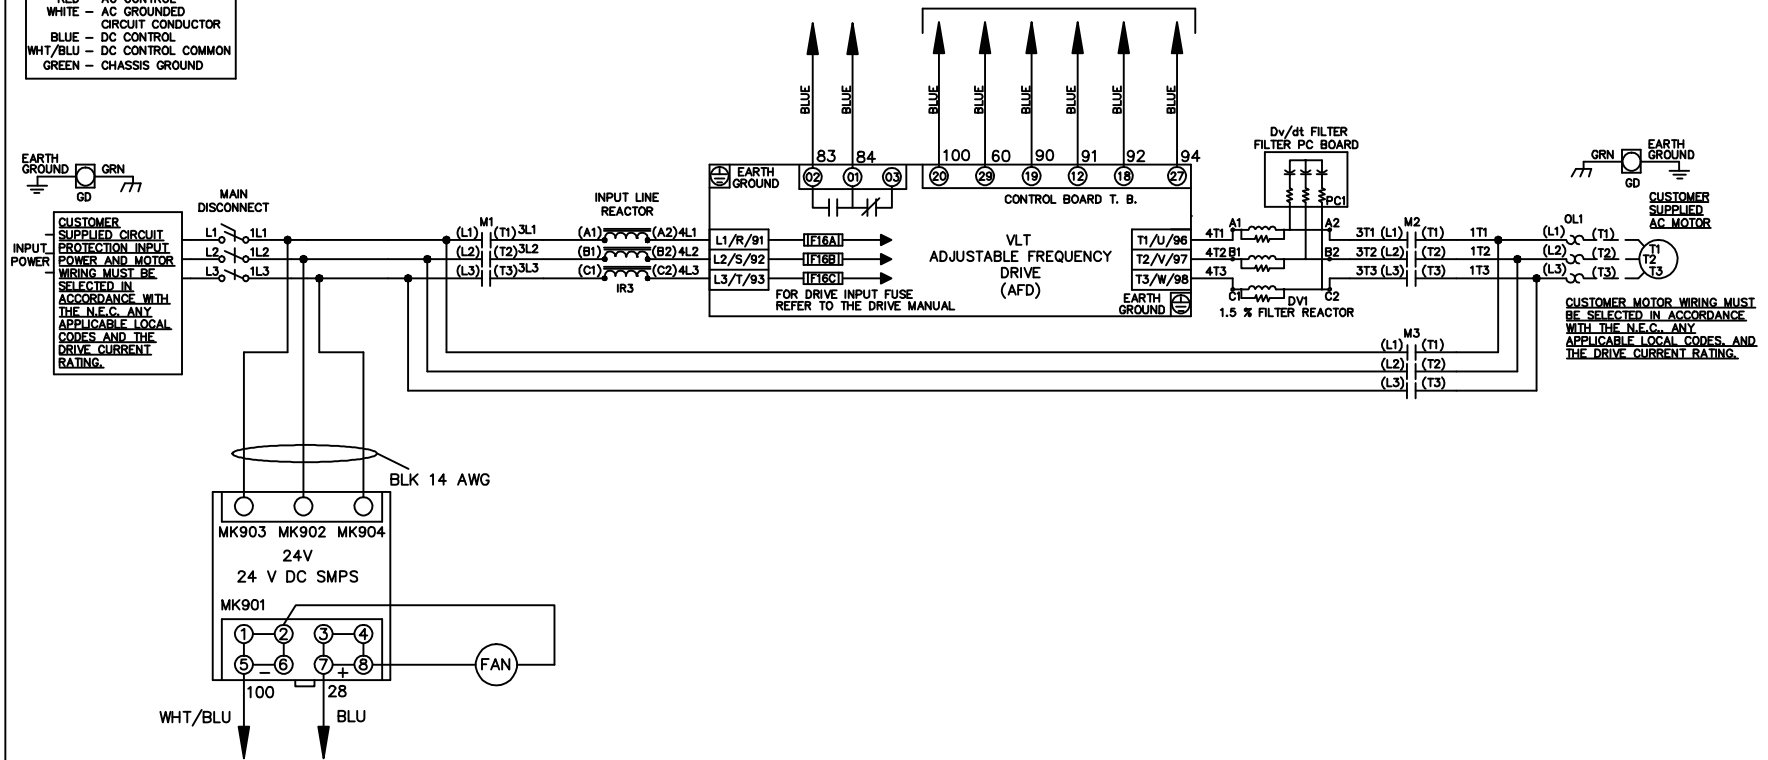 WHITE – AC GROUNDED
CIRCUIT CONDUCTOR
BLUE – DC CONTROL
WHT/BLU – DC CONTROL COMMON
GREEN – CHASSIS GROUND
BLUE BLUE BLUE BLUE BLUE BLUE BLUE
83 84 100 60 90 91 92 94
02 01 03 20 29 19 12 18 27
EARTH
GROUND
CONTROL BOARD T. B.
EARTH
GROUND GRN
GD
MAIN
DISCONNECT
INPUT
POWER
CUSTOMER
SUPPLIED CIRCUIT
PROTECTION INPUT
POWER AND MOTOR
WIRING MUST BE
SELECTED IN
ACCORDANCE WITH
THE N.E.C. ANY
APPLICABLE LOCAL
CODES AND THE
DRIVE CURRENT
RATING.
L1 1L1
L2 1L2
L3 1L3
M1
(L1) (T1) 3L1
(L2) (T2) 3L2
(L3) (T3) 3L3
INPUT LINE
REACTOR
(A1) (A2) 4L1
(B1) (B2) 4L2
(C1) (C2) 4L3
IR3
L1/R/91 F16A
L2/S/92 F16B
L3/T/93 F16C
FOR DRIVE INPUT FUSE
REFER TO THE DRIVE MANUAL
VLT
ADJUSTABLE FREQUENCY
DRIVE
(AFD)
T1/U/96
T2/V/97
T3/W/98
EARTH
GROUND
Dv/dt FILTER
FILTER PC BOARD
PC1
4T1 A1 A2
4T2 B1 B2
4T3
C1 DV1 C2
1.5 % FILTER REACTOR
M2
3T1 (L1) (T1) 1T1
3T2 (L2) (T2) 1T2
3T3 (L3) (T3) 1T3
M3
(L1) (T1)
(L2) (T2)
(L3) (T3)
GRN EARTH
GROUND
GD
CUSTOMER
SUPPLIED
AC MOTOR
OL1
(L1) (T1) T1
(L2) (T2) T2
(L3) (T3) T3
CUSTOMER MOTOR WIRING MUST
BE SELECTED IN ACCORDANCE
WITH THE N.E.C., ANY
APPLICABLE LOCAL CODES, AND
THE DRIVE CURRENT RATING.
BLK 14 AWG
MK903 MK902 MK904
24V
24 V DC SMPS
MK901
1 2 3 4
5 – 6 7 + 8
FAN
100 28
WHT/BLU BLU